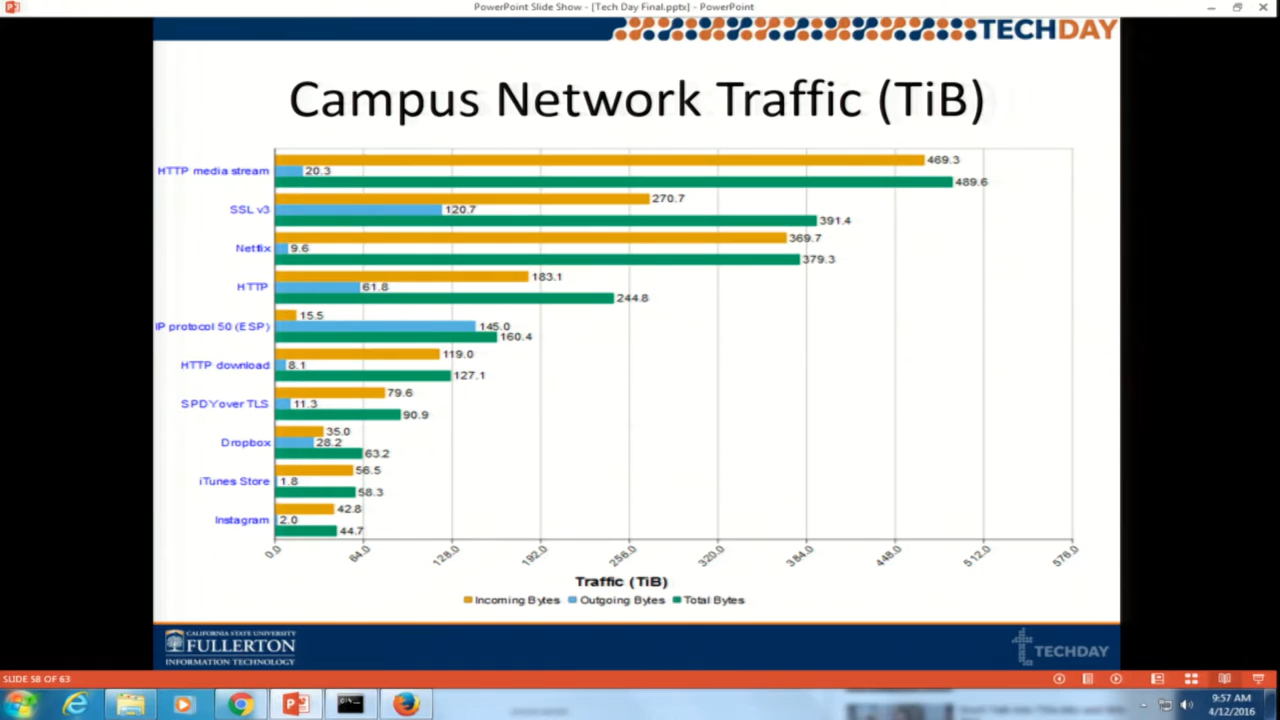 PowerPoint Slide Show - [Tech Day Final.pptx] - PowerPoint
TECHDAY
Campus Network Traffic (TiB)
HTTP media stream
469.3
20.3
489.6
SSL v3
270.7
120.7
391.4
Netflix
369.7
9.6
379.3
HTTP
183.1
61.8
244.8
IP protocol 50 (ESP)
15.5
145.0
160.4
HTTP download
119.0
8.1
127.1
SPDY over TLS
79.6
11.3
90.9
Dropbox
35.0
28.2
63.2
iTunes Store
56.5
1.8
58.3
Instagram
42.8
2.0
44.7
0.0 64.0 128.0 192.0 256.0 320.0 384.0 448.0 512.0 576.0
Traffic (TiB)
Incoming Bytes Outgoing Bytes Total Bytes
CALIFORNIA STATE UNIVERSITY
FULLERTON
INFORMATION TECHNOLOGY
TECHDAY
SLIDE 58 OF 63
9:57 AM
4/12/2016